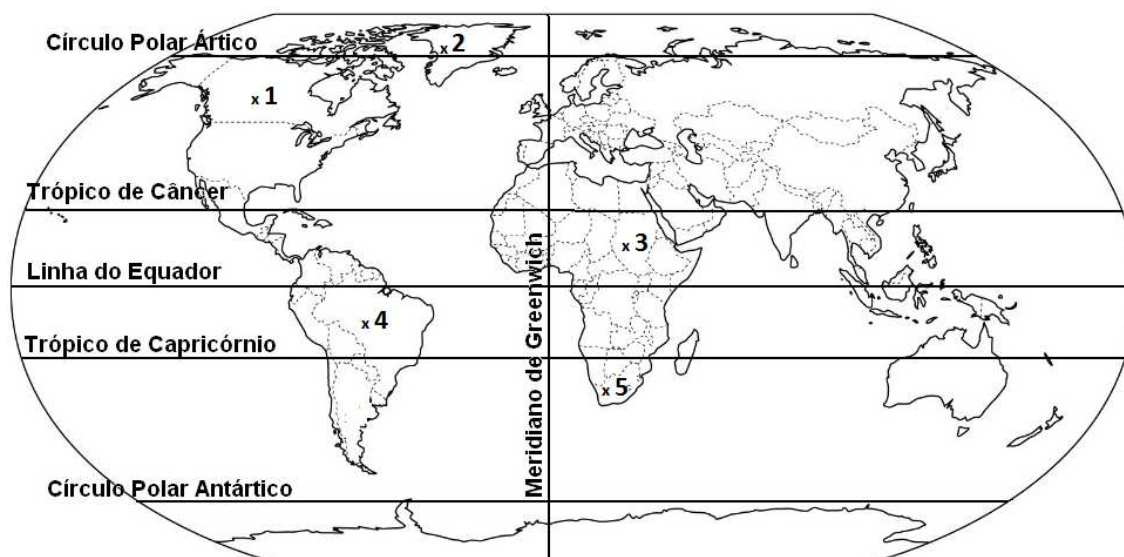 Círculo Polar Ártico
x 2
x 1
Trópico de Câncer
x 3
Linha do Equador
x 4
Trópico de Capricórnio
x 5
Meridiano de Greenwich
Círculo Polar Antártico